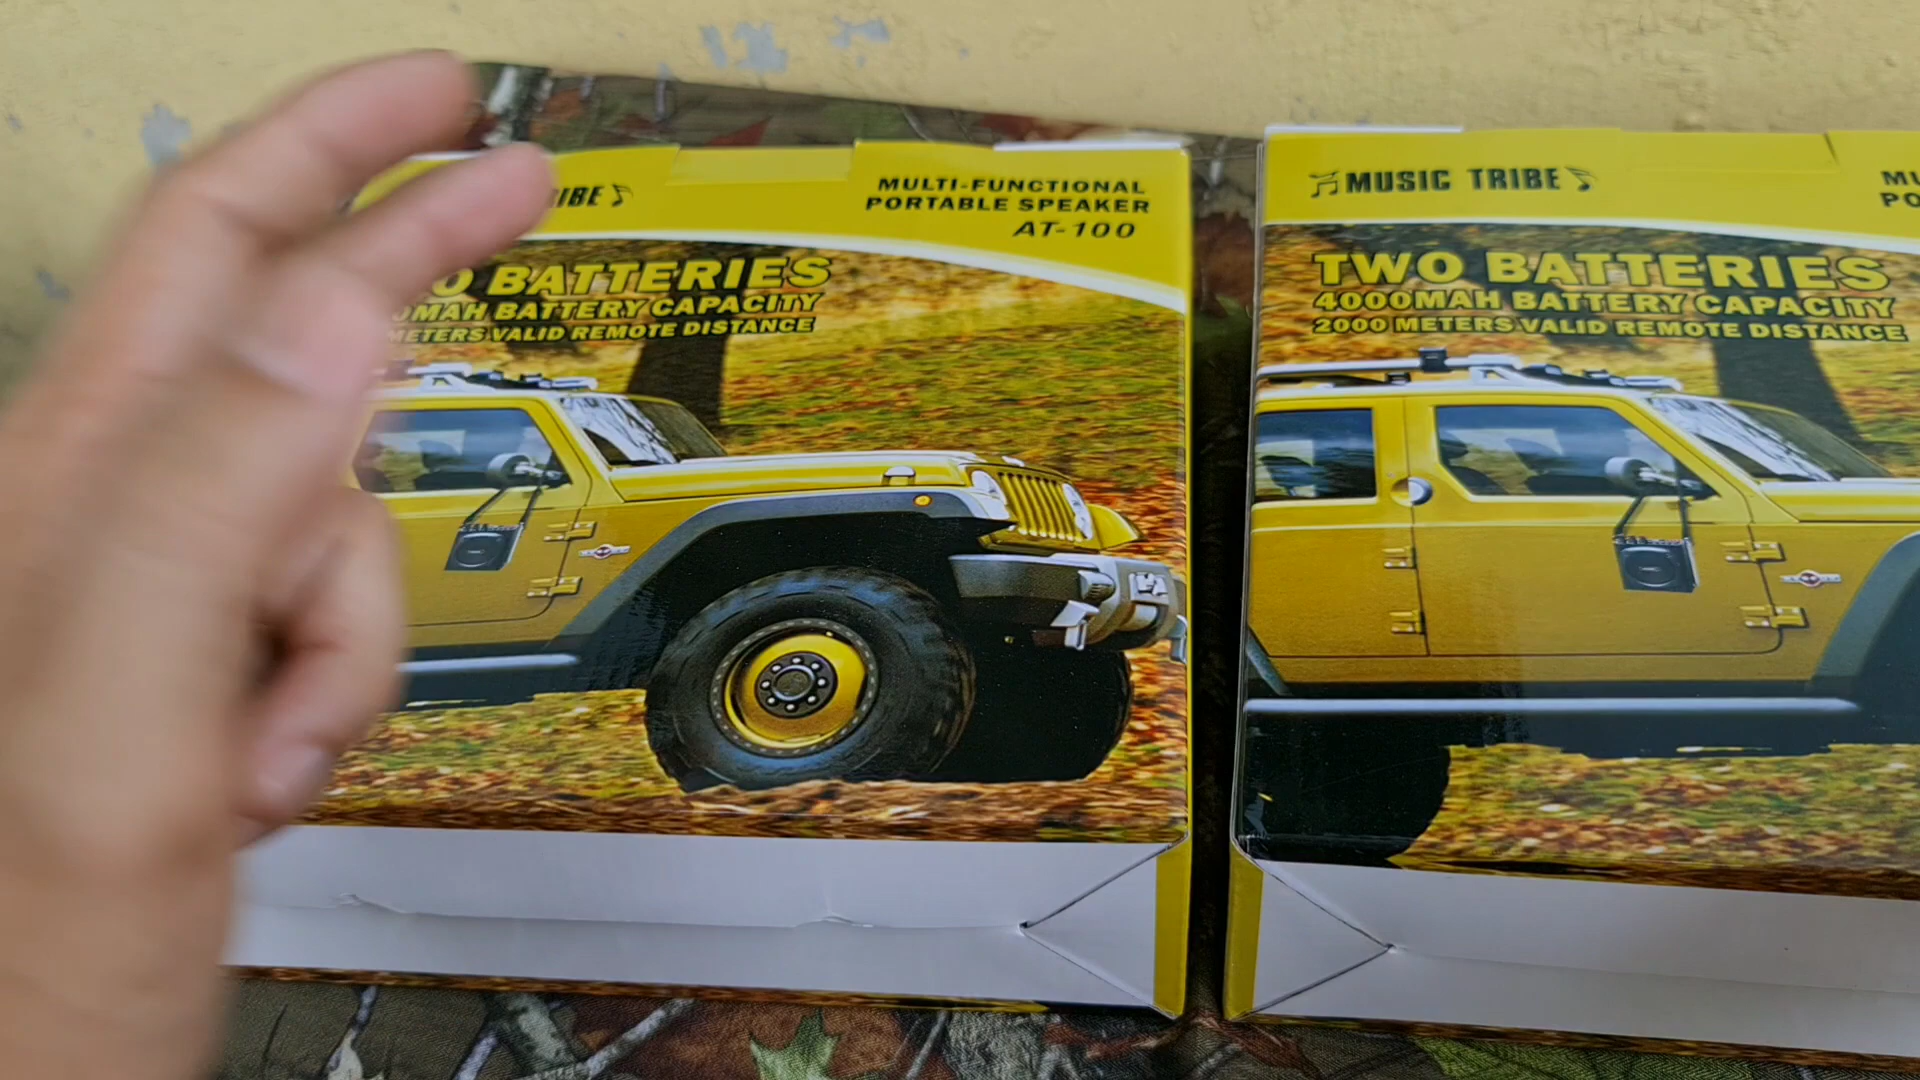 MULTI-FUNCTIONAL
PORTABLE SPEAKER
AT-100
BATTERIES
BATTERY CAPACITY
METERS VALID REMOTE DISTANCE
MUSIC TRIBE
TWO BATTERIES
4000MAH BATTERY CAPACITY
2000 METERS VALID REMOTE DISTANCE